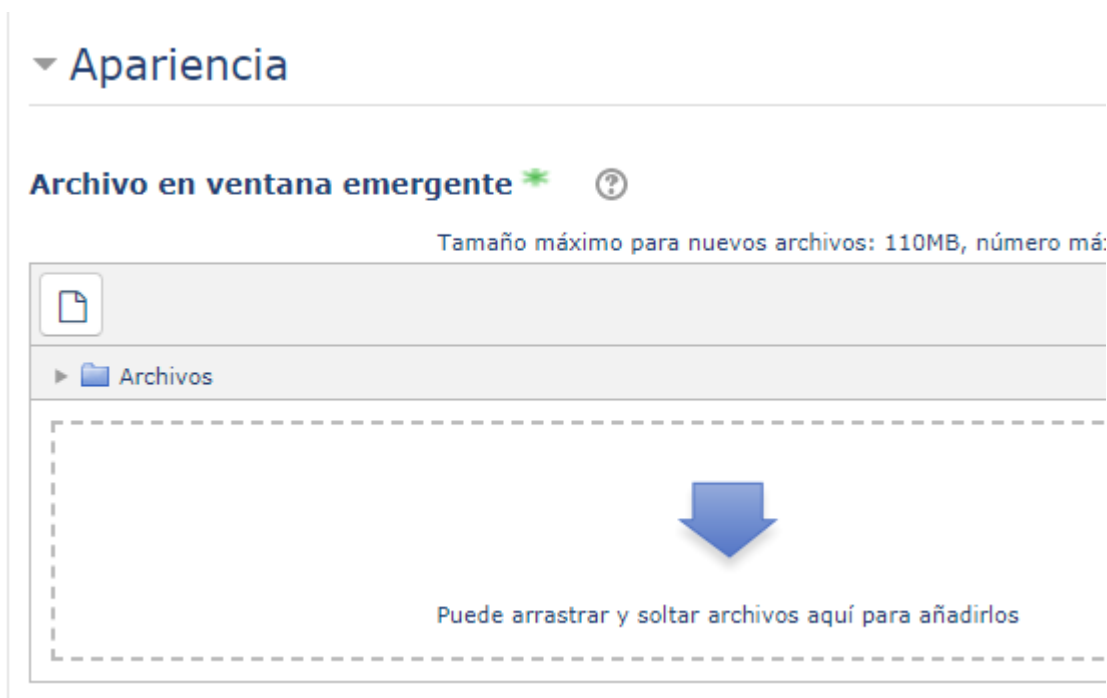 Apariencia
Archivo en ventana emergente
Tamaño máximo para nuevos archivos: 110MB, número
Archivos
Puede arrastrar y soltar archivos aquí para añadirlos